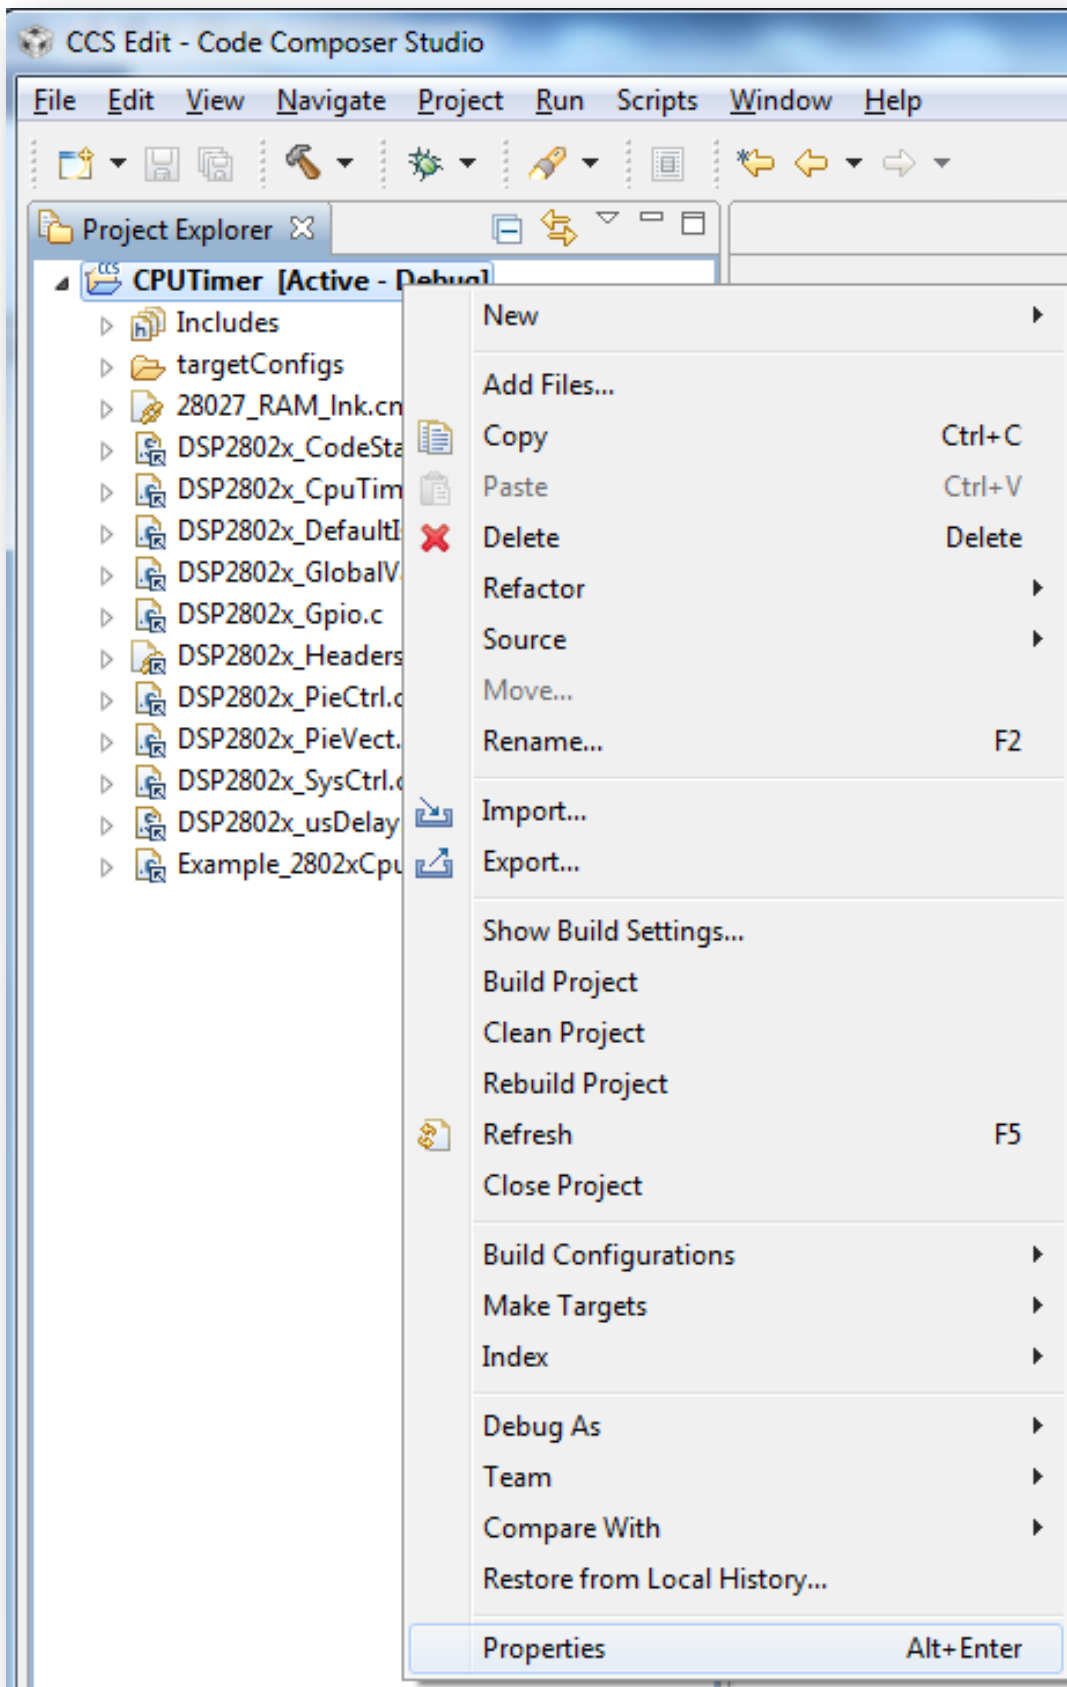 CCS Edit - Code Composer Studio
File Edit View Navigate Project Run Scripts Window Help
Project Explorer
CPUTimer [Active - Debug]
Includes
targetConfigs
28027_RAM_lnk.cm
DSP2802x_CodeSta
DSP2802x_CpuTim
DSP2802x_DefaultI
DSP2802x_GlobalV
DSP2802x_Gpio.c
DSP2802x_Headers
DSP2802x_PieCtrl.c
DSP2802x_PieVect.
DSP2802x_SysCtrl.c
DSP2802x_usDelay
Example_2802xCpu
New
Add Files...
Copy Ctrl+C
Paste Ctrl+V
Delete Delete
Refactor
Source
Move...
Rename... F2
Import...
Export...
Show Build Settings...
Build Project
Clean Project
Rebuild Project
Refresh F5
Close Project
Build Configurations
Make Targets
Index
Debug As
Team
Compare With
Restore from Local History...
Properties Alt+Enter